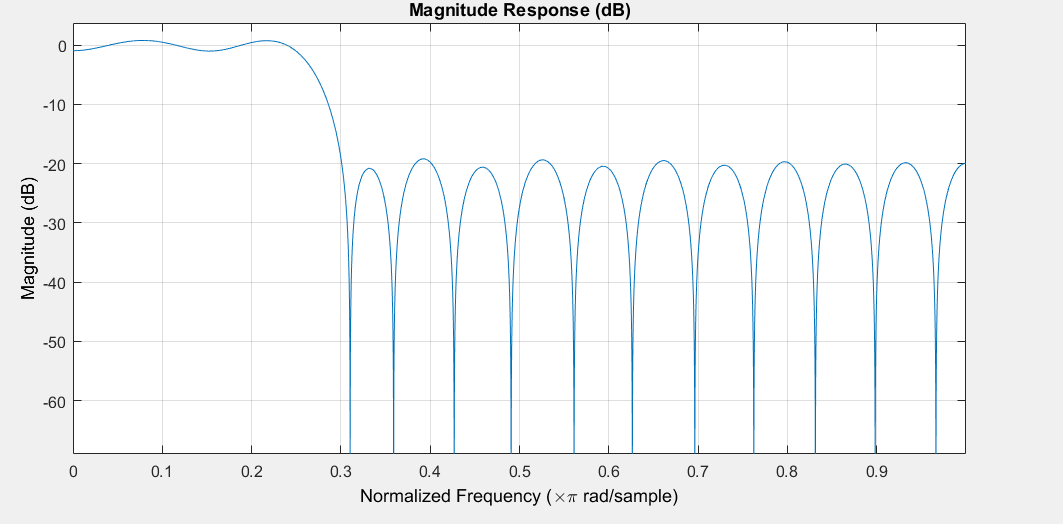 Magnitude Response (dB)
Magnitude (dB)
0
-10
-20
-30
-40
-50
-60
0 0.1 0.2 0.3 0.4 0.5 0.6 0.7 0.8 0.9
Normalized Frequency (×π rad/sample)